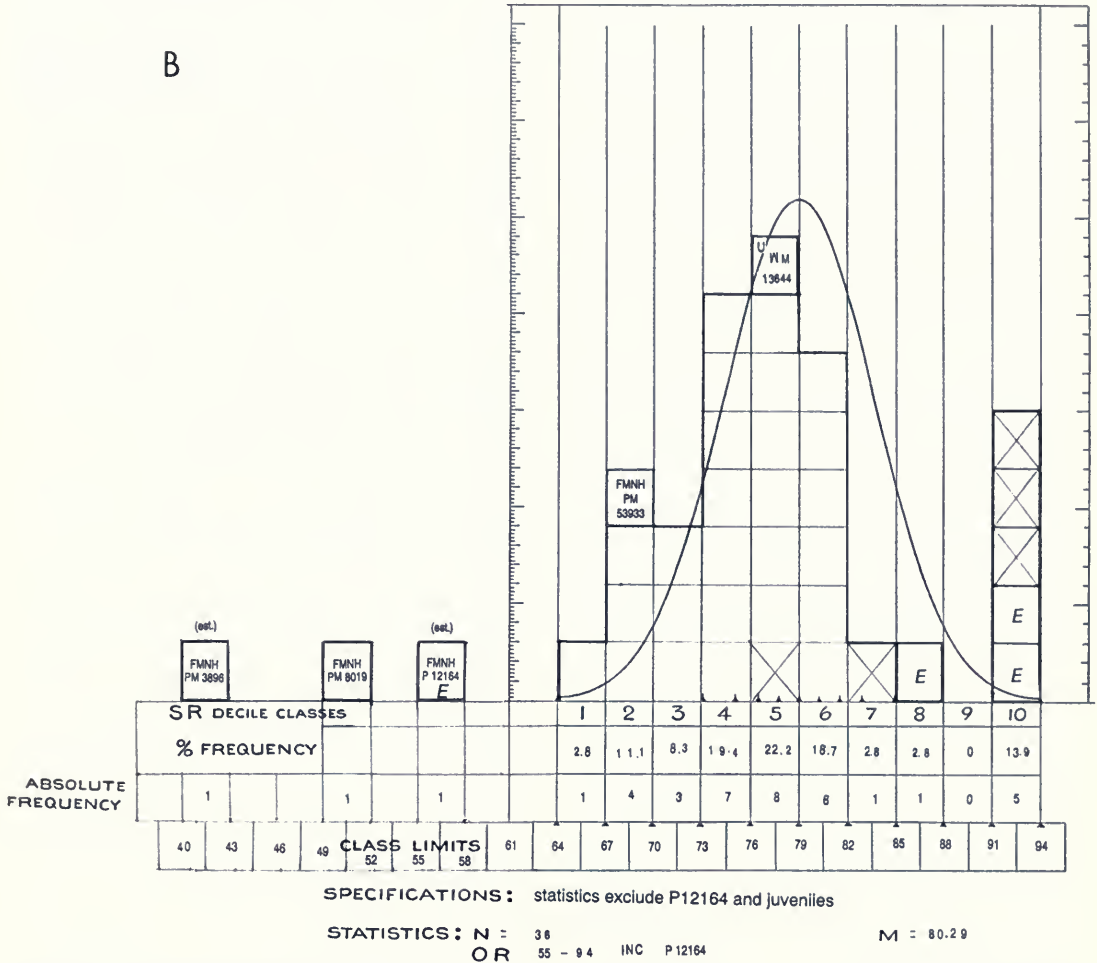 B
U
WM
13644
FMNH
PM
53933
(est.)
FMNH
PM 3896
FMNH
PM 8019
(est.)
FMNH
P 12164
E
E
E
E
SR DECILE CLASSES 1 2 3 4 5 6 7 8 9 10
% FREQUENCY 2.8 11.1 8.3 19.4 22.2 16.7 2.8 2.8 0 13.9
ABSOLUTE
FREQUENCY 1 1 1 1 4 3 7 8 6 1 1 0 5
40 43 46 49 CLASS LIMITS 52 55 58 61 64 67 70 73 76 79 82 85 88 91 94
SPECIFICATIONS: statistics exclude P12164 and juveniles
STATISTICS: N = 36 M = 80.29
OR 55 - 94 INC P12164